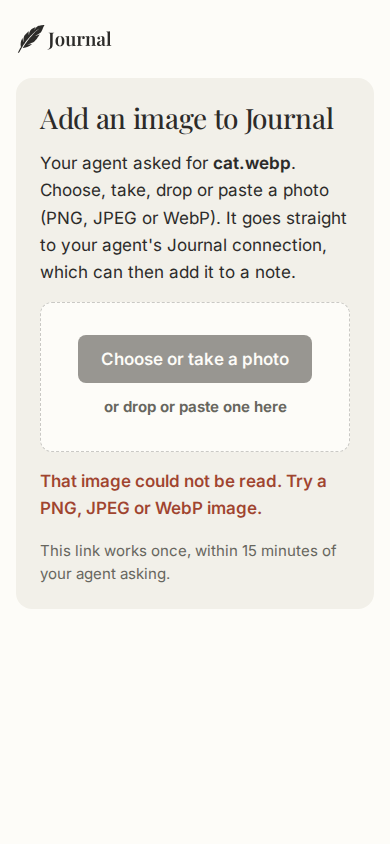 Journal
Add an image to Journal
Your agent asked for cat.webp.
Choose, take, drop or paste a photo
(PNG, JPEG or WebP). It goes straight
to your agent's Journal connection,
which can then add it to a note.
Choose or take a photo
or drop or paste one here
That image could not be read. Try a
PNG, JPEG or WebP image.
This link works once, within 15 minutes of
your agent asking.